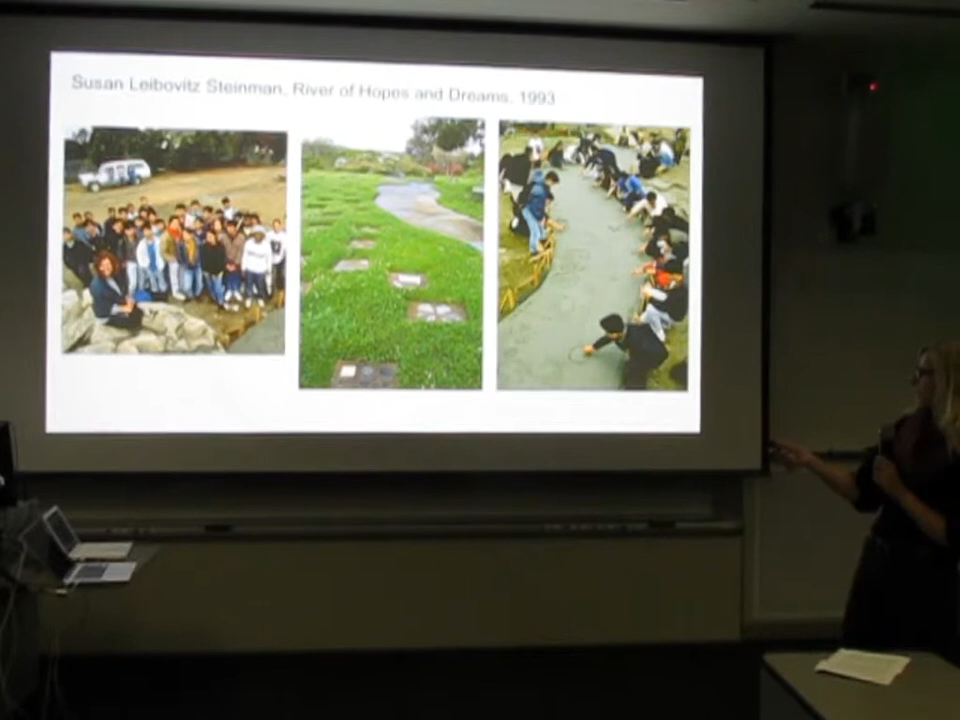 Susan Leibovitz Steinman, River of Hopes and Dreams, 1993